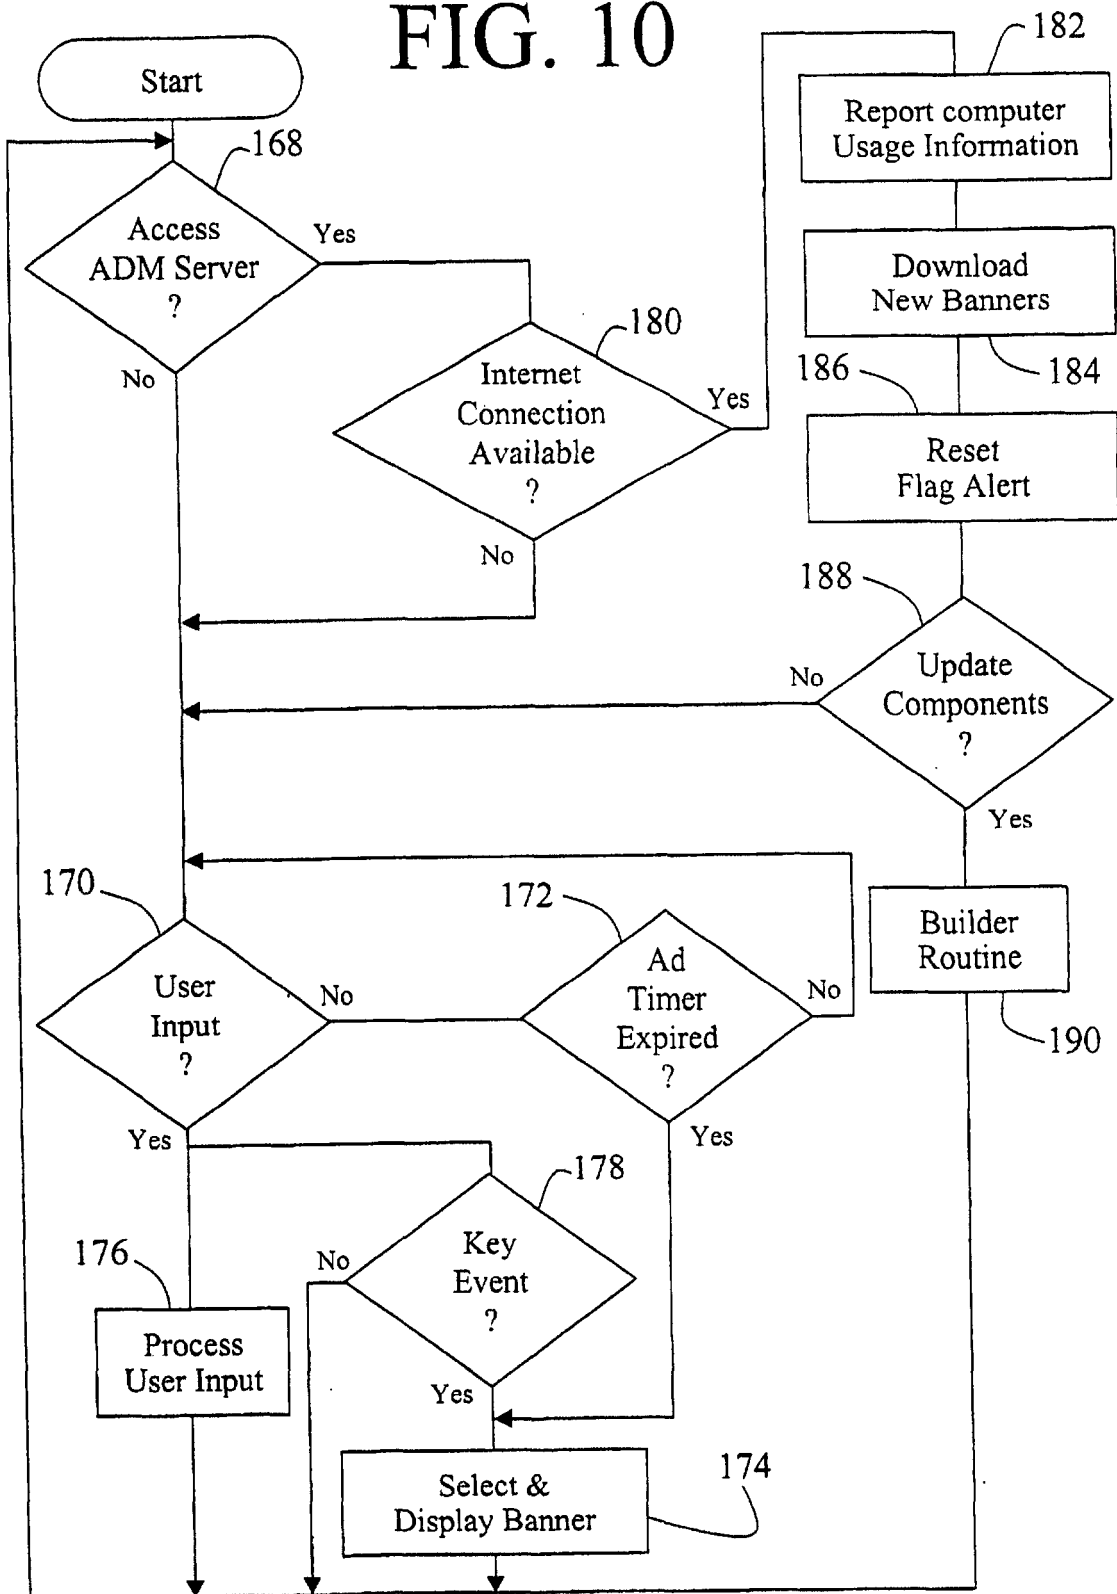 FIG. 10
Start
168
Access
ADM Server
?
Yes
No
180
Internet
Connection
Available
?
Yes
No
182
Report computer
Usage Information
Download
New Banners
184
186
Reset
Flag Alert
188
Update
Components
?
No
Yes
Builder
Routine
190
170
User
Input
?
No
Yes
172
Ad
Timer
Expired
?
No
Yes
178
Key
Event
?
No
Yes
176
Process
User Input
Select &
Display Banner
174